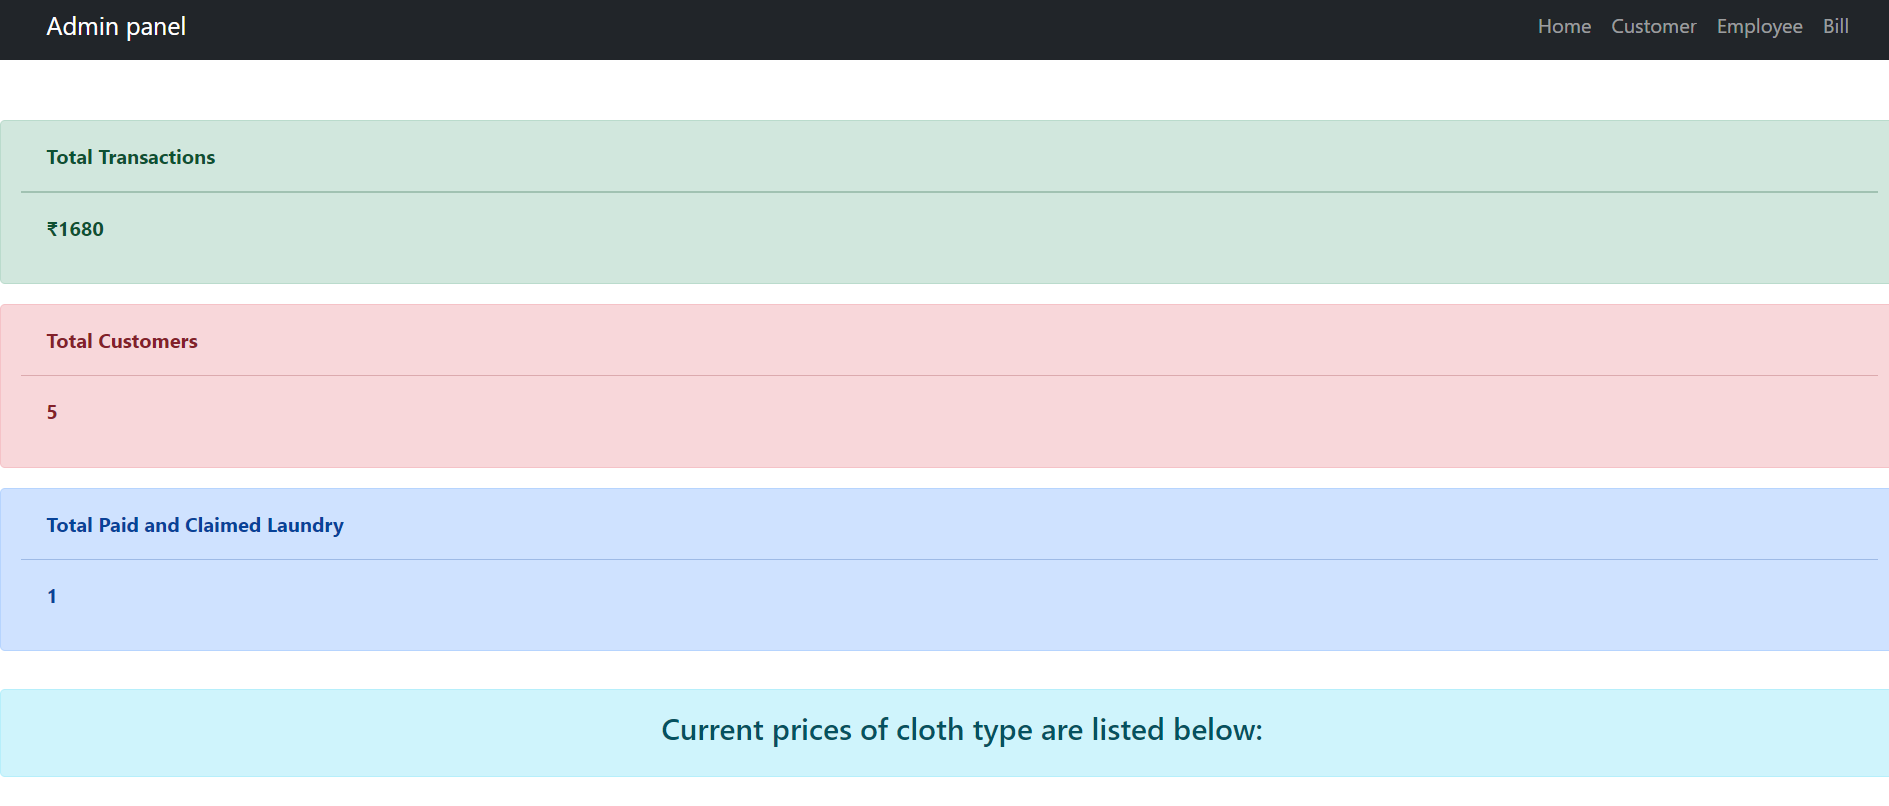 Admin panel Home Customer Employee Bill
Total Transactions
₹1680
Total Customers
5
Total Paid and Claimed Laundry
1
Current prices of cloth type are listed below: